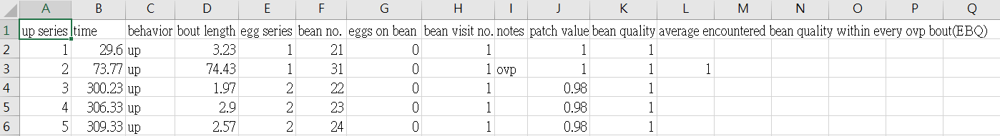 A B C D E F G H I J K L M N O P Q
1 up series time behavior bout length egg series bean no. eggs on bean bean visit no. notes patch value bean quality average encountered bean quality within every ovp bout(EBQ)
2 1 29.6 up 3.23 1 21 0 1 1 1
3 2 73.77 up 74.43 1 31 0 1 ovp 1 1 1
4 3 300.23 up 1.97 2 22 0 1 0.98 1
5 4 306.33 up 2.9 2 23 0 1 0.98 1
6 5 309.33 up 2.57 2 24 0 1 0.98 1